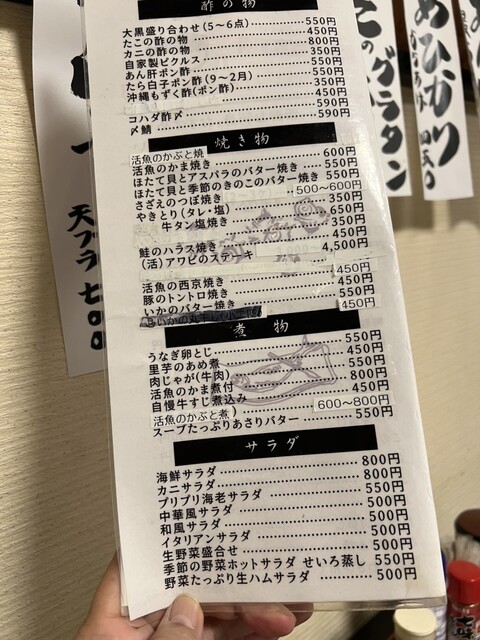 酢の物
大黒盛り合わせ(5〜6点) 550円
たこの酢の物 450円
カニの酢の物 800円
自家製ピクルス 350円
あん肝ポン酢 550円
たら白子ポン酢(9〜2月) 550円
沖縄もずく酢(ポン酢) 350円
450円
コハダ酢〆 590円
〆鯖 590円
焼き物
活魚のかぶと焼
活魚のかま焼き 600円
ほたて貝とアスパラのバター焼き 550円
ほたて貝と季節のきのこのバター焼き 550円
さざえのつぼ焼き 500〜600円
やきとり(タレ・塩) 350円
牛タン塩焼き 650円
350円
鮭のハラス焼き 450円
(活)アワビのステーキ 4,500円
活魚の西京焼き 450円
豚のトントロ焼き 450円
いかのバター焼き 550円
450円
煮物
うなぎ卵とじ 550円
里芋のあめ煮 450円
肉じゃが(牛肉) 550円
活魚のかま煮付 800円
自慢牛すじ煮込み 450円
活魚のかぶと煮) 600〜800円
スープたっぷりあさりバター 550円
サラダ
海鮮サラダ 800円
カニサラダ 800円
プリプリ海老サラダ 550円
中華風サラダ 500円
和風サラダ 500円
イタリアンサラダ 500円
生野菜盛合せ 500円
季節の野菜ホットサラダ せいろ蒸し 550円
野菜たっぷり生ハムサラダ 500円
天プラ 七〇〇
このグラタン
めひかり
四五〇
七味